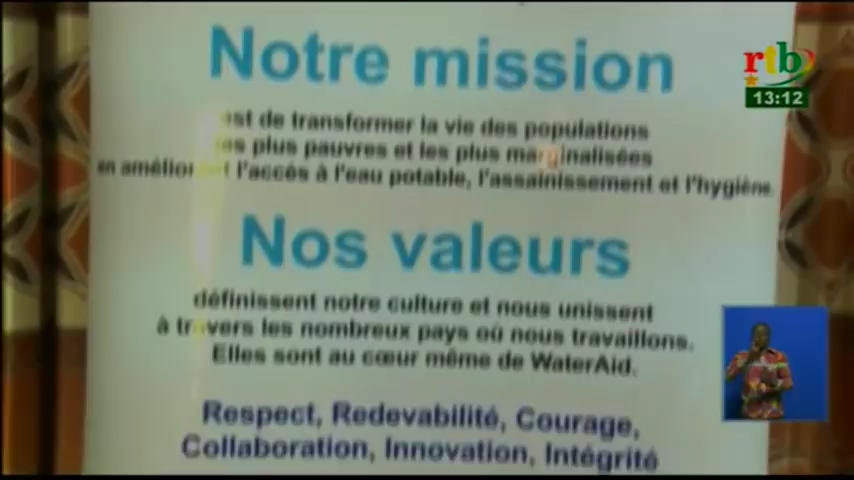 Notre mission
est de transformer la vie des populations
les plus pauvres et les plus marginalisées
en améliorant l'accès à l'eau potable, l'assainissement et l'hygiène.
Nos valeurs
définissent notre culture et nous unissent
à travers les nombreux pays où nous travaillons.
Elles sont au cœur même de WaterAid.
Respect, Redevabilité, Courage,
Collaboration, Innovation, Intégrité
rtb
13:12